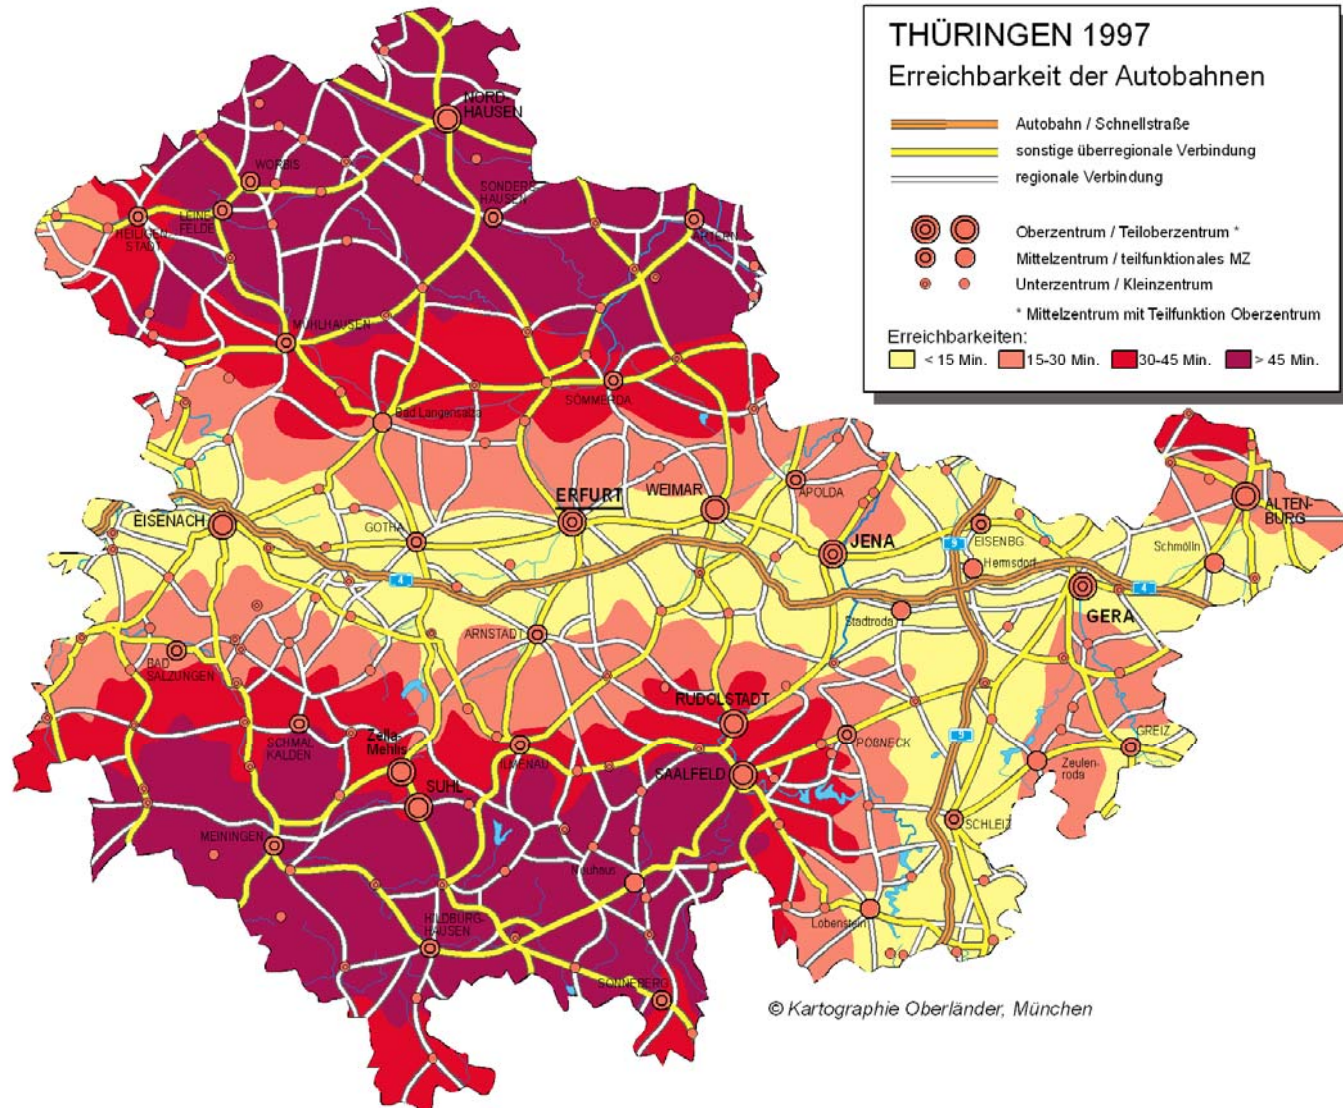 THÜRINGEN 1997
Erreichbarkeit der Autobahnen
Autobahn / Schnellstraße
sonstige überregionale Verbindung
regionale Verbindung
Oberzentrum / Teiloberzentrum *
Mittelzentrum / teilfunktionales MZ
Unterzentrum / Kleinzentrum
* Mittelzentrum mit Teilfunktion Oberzentrum
Erreichbarkeiten:
< 15 Min. 15-30 Min. 30-45 Min. > 45 Min.
NORD-
HAUSEN
WORBIS
SONDERS-
HAUSEN
LEINE-
FELDE
HEILIGEN-
STADT
ARTERN
MÜHLHAUSEN
SÖMMERDA
Bad Langensalza
EISENACH
GOTHA
ERFURT
WEIMAR
APOLDA
JENA
9
EISENBG
Hermsdorf
4
ALTEN-
BURG
Schmölln
4
GERA
Stadtroda
ARNSTADT
BAD
SALZUNGEN
RUDOLSTADT
SCHMAL
KALDEN
Zella-
Mehlis
ILMENAU
PÖßNECK
9
GREIZ
Zeulen-
roda
SAALFELD
SUHL
SCHLEIZ
MEININGEN
Neuhaus
HILDBURG-
HAUSEN
Lobenstein
SONNEBERG
© Kartographie Oberländer, München